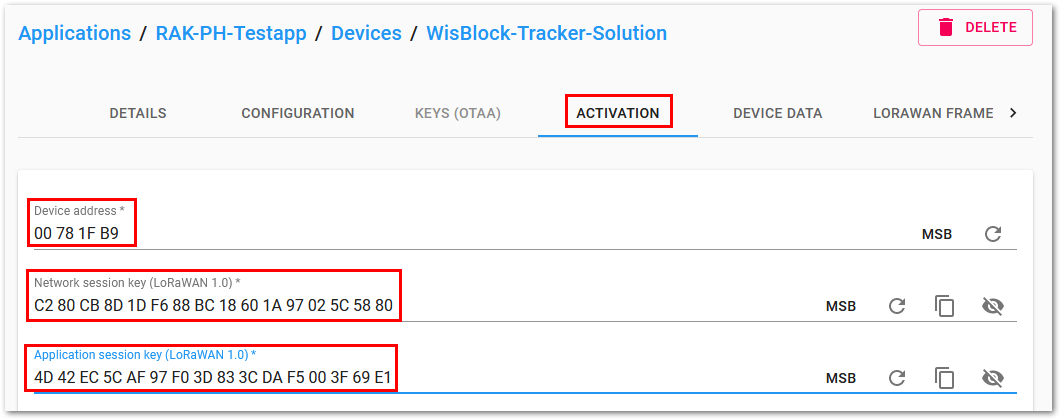 Applications / RAK-PH-Testapp / Devices / WisBlock-Tracker-Solution
DELETE
DETAILS CONFIGURATION KEYS (OTAA) ACTIVATION DEVICE DATA LORAWAN FRAME
Device address *
00 78 1F B9 MSB
Network session key (LoRaWAN 1.0) *
C2 80 CB 8D 1D F6 88 BC 18 60 1A 97 02 5C 58 80 MSB
Application session key (LoRaWAN 1.0) *
4D 42 EC 5C AF 97 F0 3D 83 3C DA F5 00 3F 69 E1 MSB